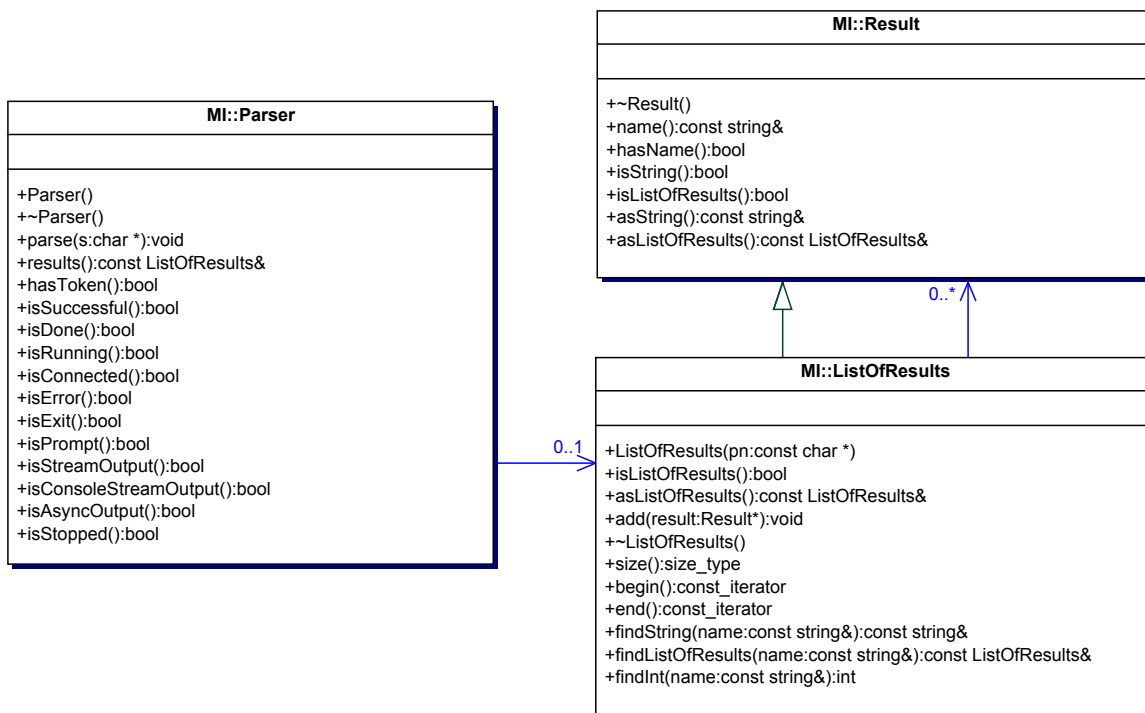 MI::Parser
+Parser()
+~Parser()
+parse(s:char *):void
+results():const ListOfResults&
+hasToken():bool
+isSuccessful():bool
+isDone():bool
+isRunning():bool
+isConnected():bool
+isError():bool
+isExit():bool
+isPrompt():bool
+isStreamOutput():bool
+isConsoleStreamOutput():bool
+isAsyncOutput():bool
+isStopped():bool
MI::Result
+~Result()
+name():const string&
+hasName():bool
+isString():bool
+isListOfResults():bool
+asString():const string&
+asListOfResults():const ListOfResults&
0..*
0..1
MI::ListOfResults
+ListOfResults(pn:const char *)
+isListOfResults():bool
+asListOfResults():const ListOfResults&
+add(result:Result*):void
+~ListOfResults()
+size():size_type
+begin():const_iterator
+end():const_iterator
+findString(name:const string&):const string&
+findListOfResults(name:const string&):const ListOfResults&
+findInt(name:const string&):int